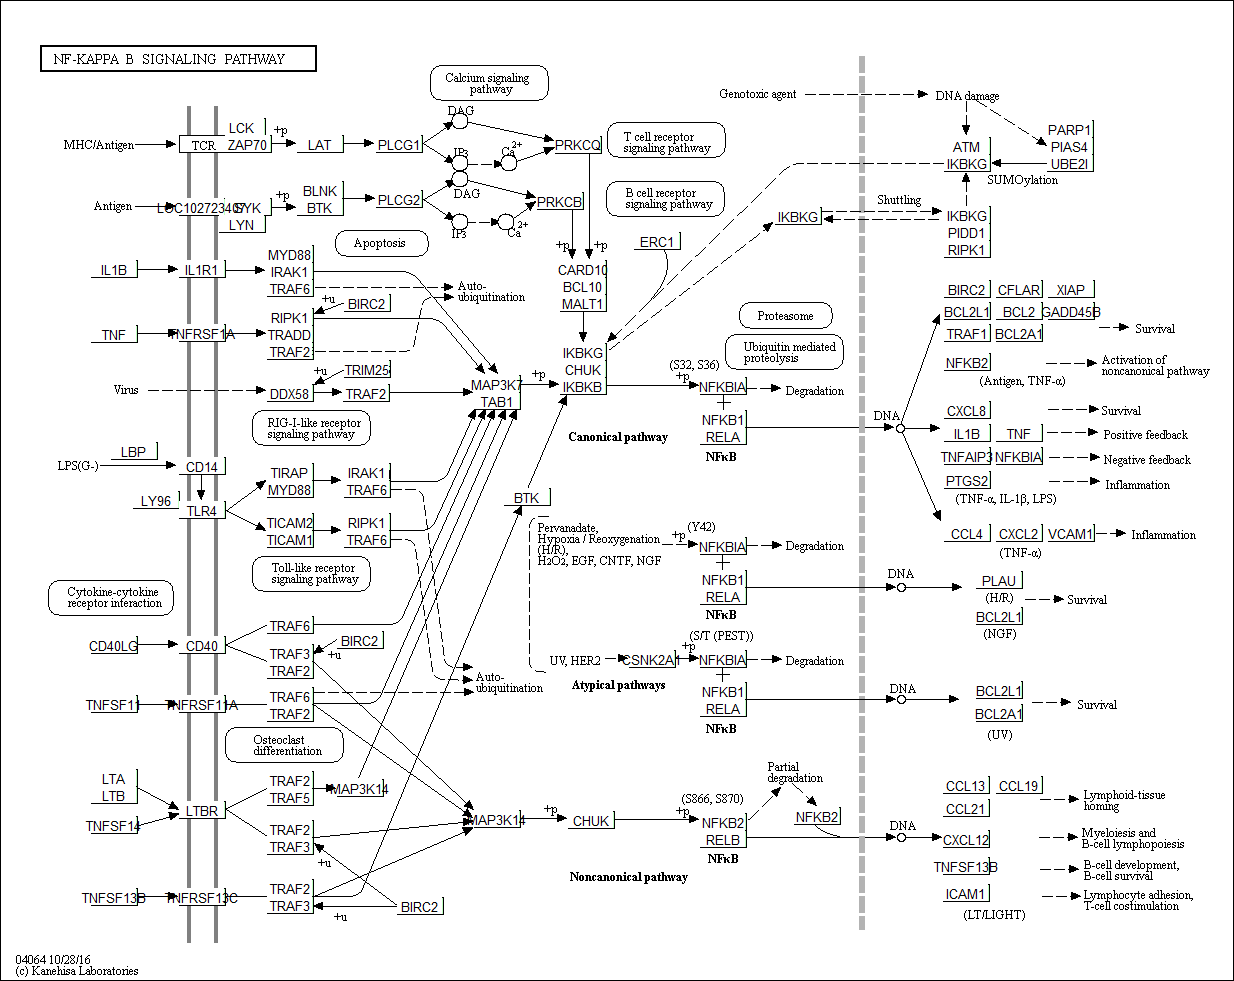 NF-KAPPA B SIGNALING PATHWAY
Calcium signaling
pathway
Genotoxic agent
DNA damage
MHC/Antigen
TCR
LCK
ZAP70
+p
LAT
PLCG1
DAG
IP3
Ca2+
PRKCQ
T cell receptor
signaling pathway
ATM
IKBKG
PARP1
PIAS4
UBE2I
SUMOylation
Antigen
LOC102723407
SYK
LYN
+p
BLNK
BTK
PLCG2
DAG
IP3
Ca2+
PRKCB
B cell receptor
signaling pathway
IKBKG
Shuttling
IKBKG
PIDD1
RIPK1
Apoptosis
+p
+p
ERC1
IL1B
IL1R1
MYD88
IRAK1
TRAF6
Auto-
ubiquitination
CARD10
BCL10
MALT1
TNF
TNFRSF1A
RIPK1
TRADD
TRAF2
+u
BIRC2
Proteasome
Ubiquitin mediated
proteolysis
BIRC2
CFLAR
XIAP
BCL2L1
BCL2
GADD45B
TRAF1
BCL2A1
Survival
IKBKG
CHUK
IKBKB
NFKB2
(Antigen, TNF-α)
Activation of
noncanonical pathway
Virus
DDX58
+u
TRIM25
TRAF2
MAP3K7
TAB1
+p
(S32, S36)
+p
NFKBIA
Degradation
NFKB1
RELA
NFκB
Canonical pathway
DNA
RIG-I-like receptor
signaling pathway
CXCL8
Survival
IL1B
TNF
Positive feedback
TNFAIP3
NFKBIA
Negative feedback
PTGS2
Inflammation
(TNF-α, IL-1β, LPS)
LPS(G-)
LBP
CD14
LY96
TLR4
TIRAP
MYD88
IRAK1
TRAF6
TICAM2
TICAM1
RIPK1
TRAF6
BTK
Toll-like receptor
signaling pathway
CCL4
CXCL2
VCAM1
Inflammation
(TNF-α)
Pervanadate,
Hypoxia / Reoxygenation
(H/R),
H2O2, EGF, CNTF, NGF
(Y42)
+p
NFKBIA
Degradation
NFKB1
RELA
NFκB
DNA
PLAU
(H/R)
BCL2L1
(NGF)
Survival
Cytokine-cytokine
receptor interaction
CD40LG
CD40
TRAF6
TRAF3
TRAF2
+u
BIRC2
UV, HER2
CSNK2A1
(S/T (PEST))
+p
NFKBIA
Degradation
Auto-
ubiquitination
Atypical pathways
NFKB1
RELA
NFκB
DNA
BCL2L1
BCL2A1
(UV)
Survival
TNFSF11
TNFRSF11A
TRAF6
TRAF2
Osteoclast
differentiation
LTA
LTB
TNFSF14
LTBR
TRAF2
TRAF5
MAP3K14
TRAF2
TRAF3
+u
MAP3K14
+p
CHUK
(S866, S870)
+p
NFKB2
RELB
NFκB
Partial
degradation
NFKB2
DNA
Noncanonical pathway
CCL13
CCL19
CCL21
Lymphoid-tissue
homing
CXCL12
Myeloiesis and
B-cell lymphopoiesis
TNFSF13B
B-cell development,
B-cell survival
ICAM1
(LT/LIGHT)
Lymphocyte adhesion,
T-cell costimulation
TNFSF13B
TNFRSF13C
TRAF2
TRAF3
+u
BIRC2
04064 10/28/16
(c) Kanehisa Laboratories